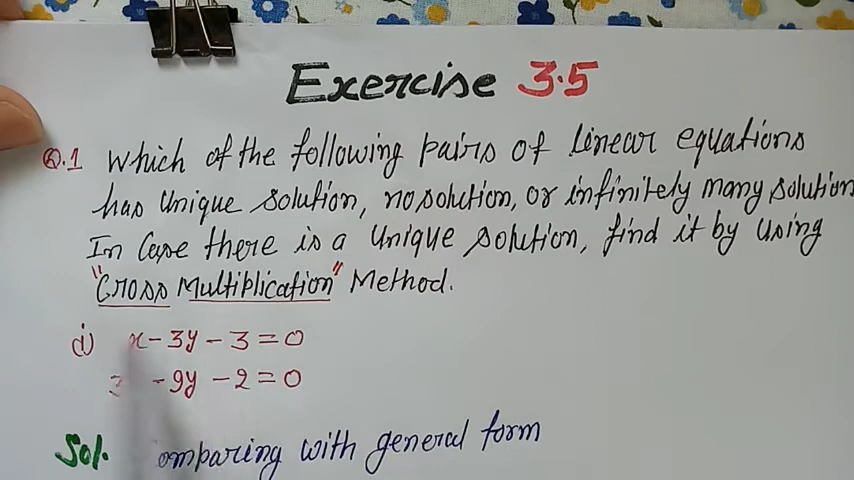 Exercise 3.5
Q.1 Which of the following pairs of linear equations
has unique solution, no solution, or infinitely many solution
In Case there is a unique solution, find it by using
"Cross Multiplication" Method.
(i) x - 3y - 3 = 0
- 9y - 2 = 0
Sol. Comparing with general form